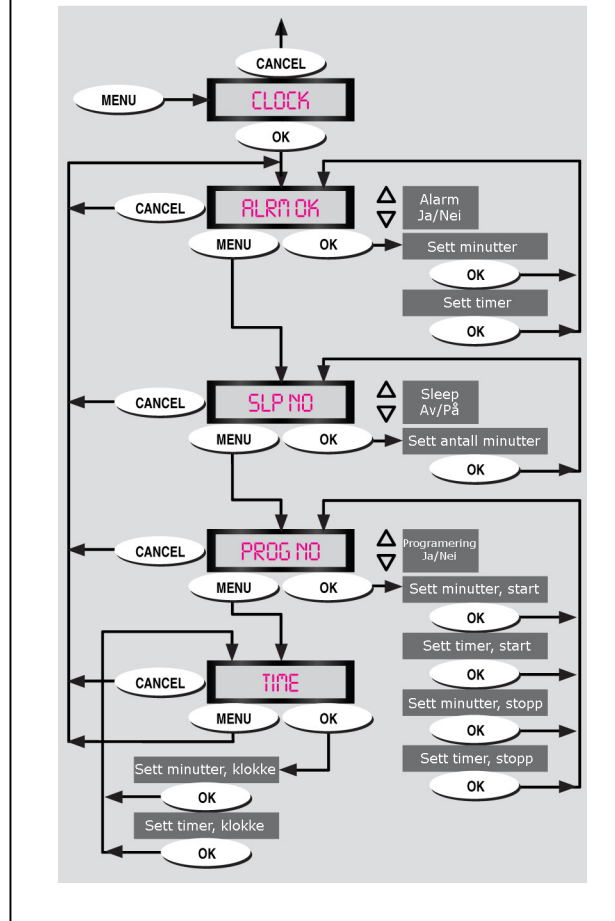 CANCEL
MENU
CLOCK
OK
CANCEL
ALRM OK
Alarm
Ja/Nei
MENU
OK
Sett minutter
OK
Sett timer
OK
CANCEL
SLP NO
Sleep
Av/På
MENU
OK
Sett antall minutter
OK
CANCEL
PROG NO
Programering
Ja/Nei
MENU
OK
Sett minutter, start
OK
Sett timer, start
OK
Sett minutter, stopp
OK
Sett timer, stopp
OK
CANCEL
TIME
MENU
OK
Sett minutter, klokke
OK
Sett timer, klokke
OK